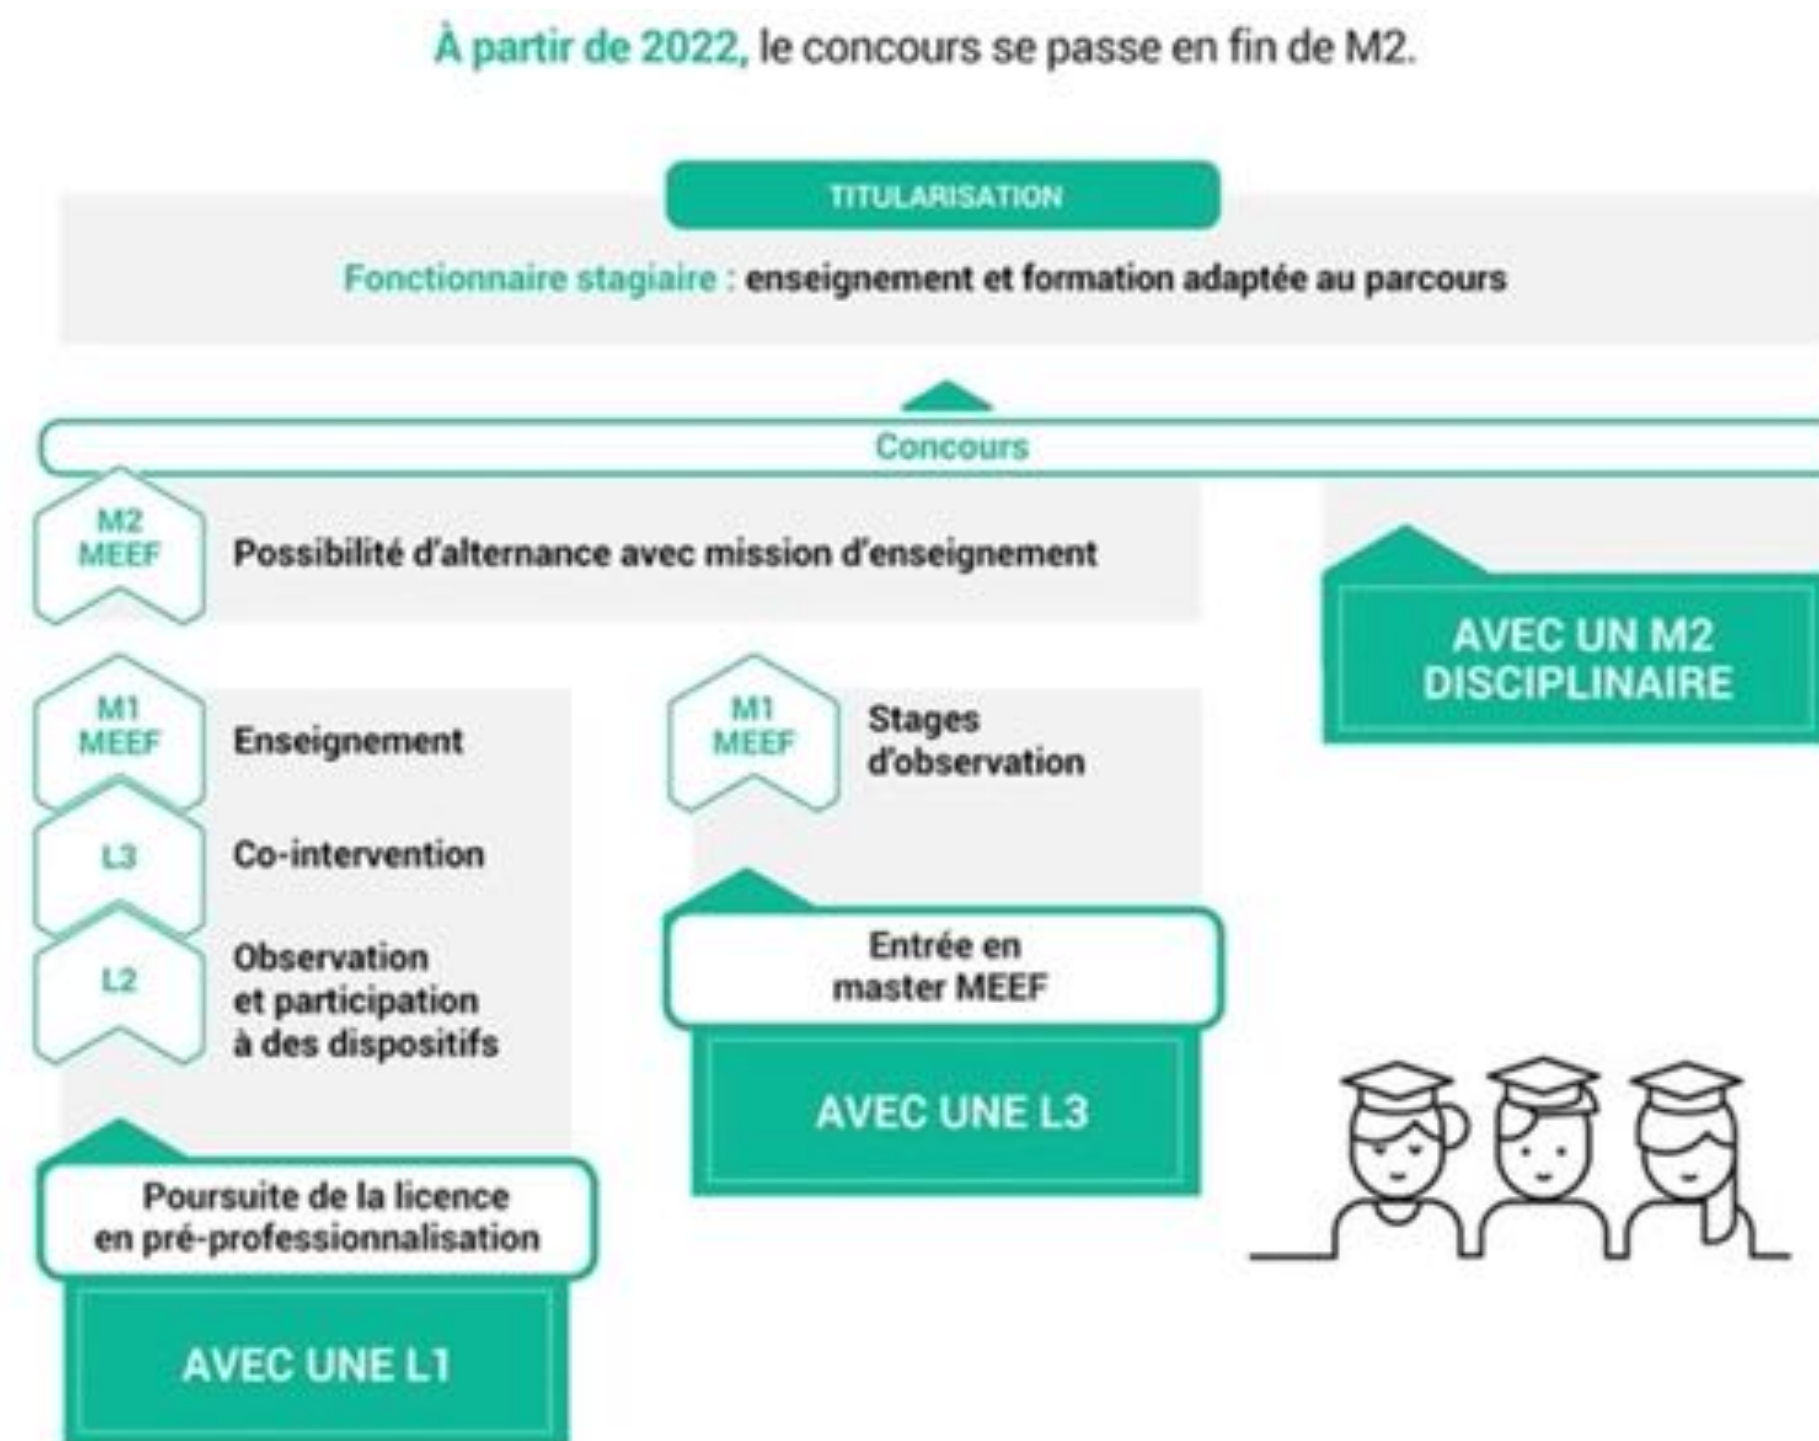 À partir de 2022, le concours se passe en fin de M2.
TITULARISATION
Fonctionnaire stagiaire : enseignement et formation adaptée au parcours
Concours
M2
MEEF
Possibilité d'alternance avec mission d'enseignement
AVEC UN M2
DISCIPLINAIRE
M1
MEEF
Enseignement
M1
MEEF
Stages
d'observation
L3
Co-intervention
L2
Observation
et participation
à des dispositifs
Entrée en
master MEEF
AVEC UNE L3
Poursuite de la licence
en pré-professionnalisation
AVEC UNE L1